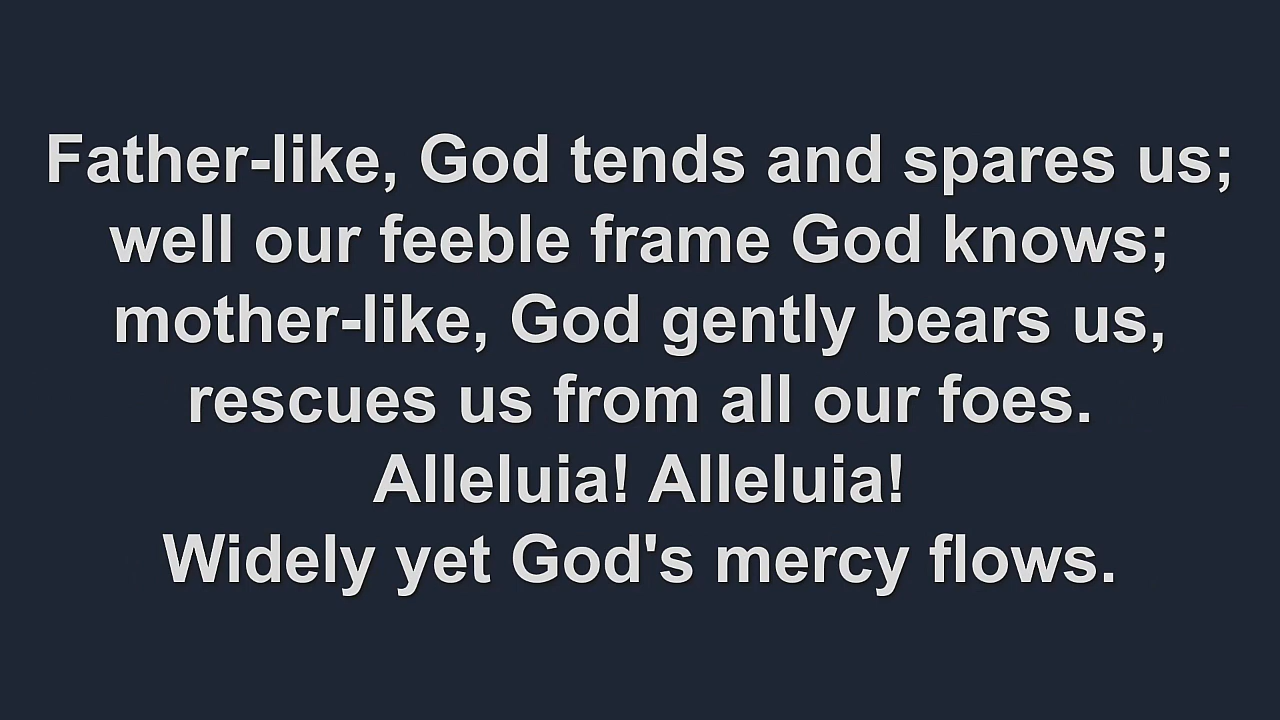 Father-like, God tends and spares us;
well our feeble frame God knows;
mother-like, God gently bears us,
rescues us from all our foes.
Alleluia! Alleluia!
Widely yet God's mercy flows.